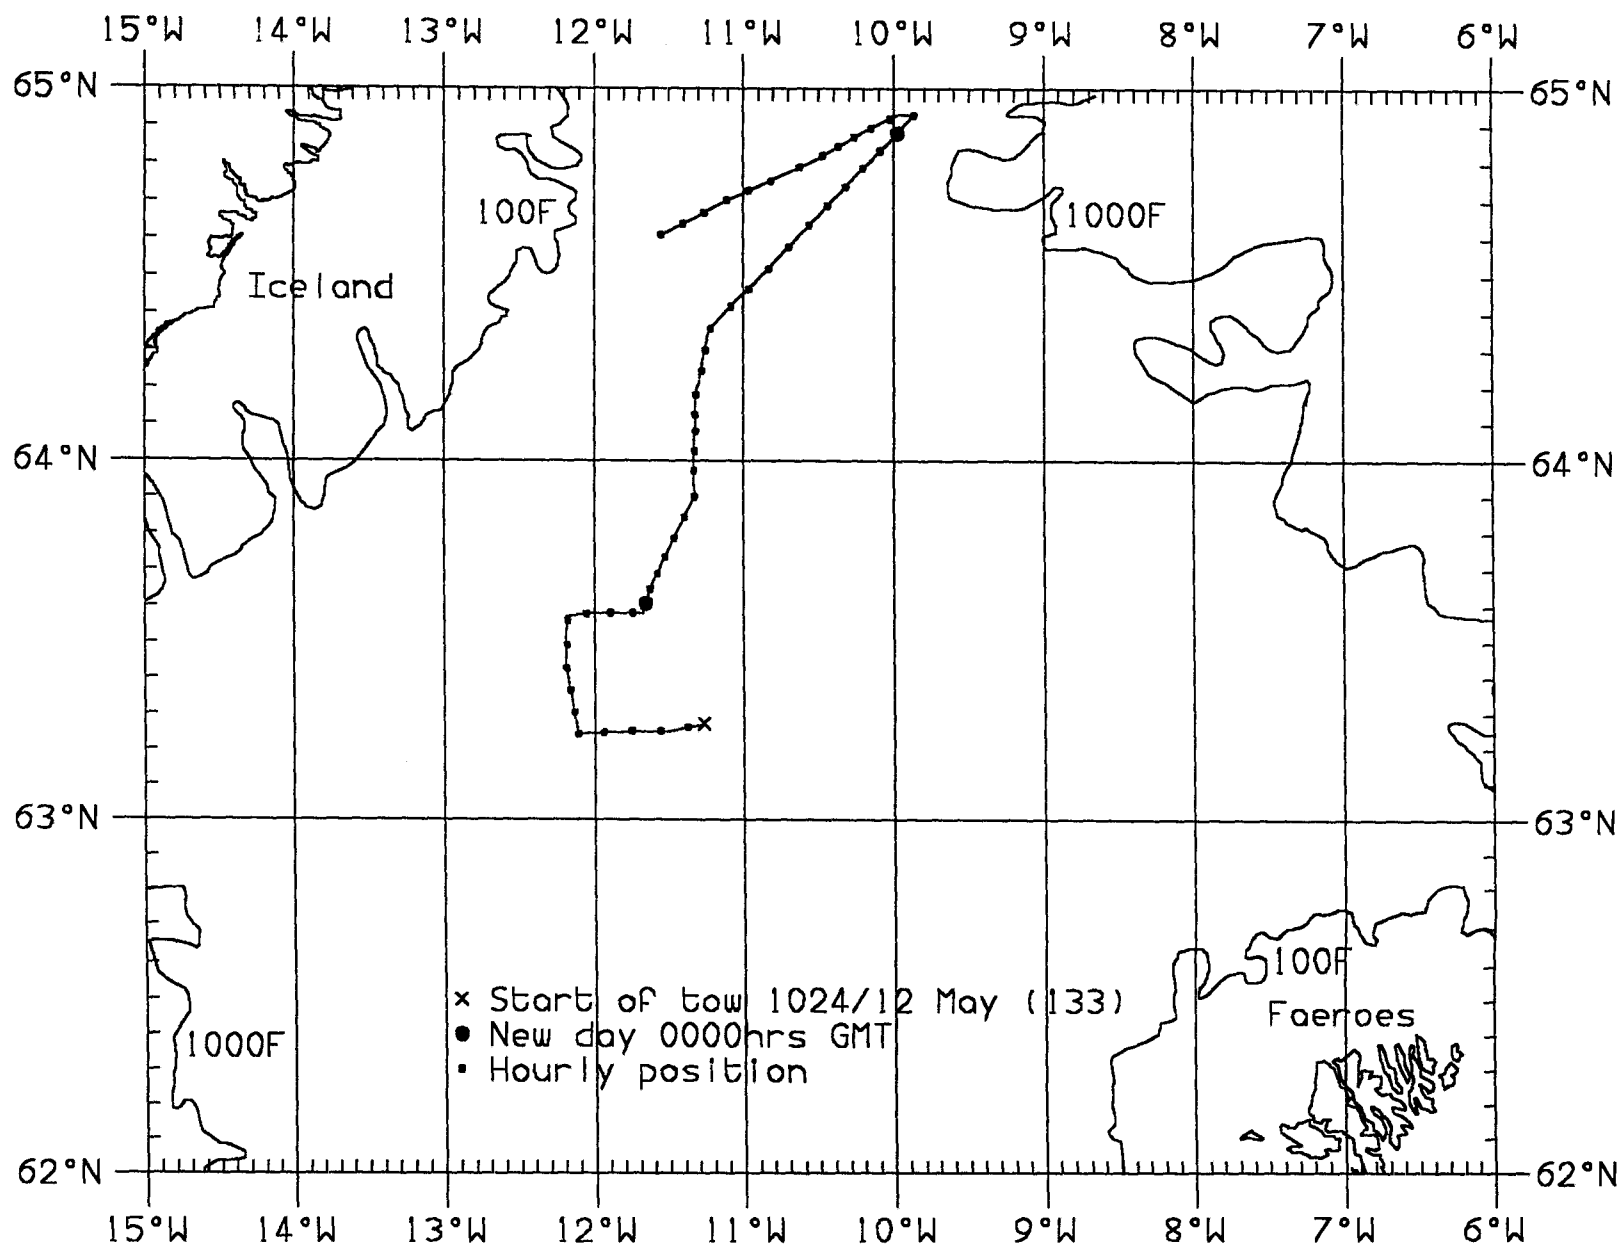 15°W 14°W 13°W 12°W 11°W 10°W 9°W 8°W 7°W 6°W
65°N 65°N
100F 1000F
Iceland
64°N 64°N
63°N 63°N
100F
× Start of tow 1024/12 May (133)
Faeroes
New day 0000hrs GMT
1000F
Hourly position
62°N 62°N
15°W 14°W 13°W 12°W 11°W 10°W 9°W 8°W 7°W 6°W